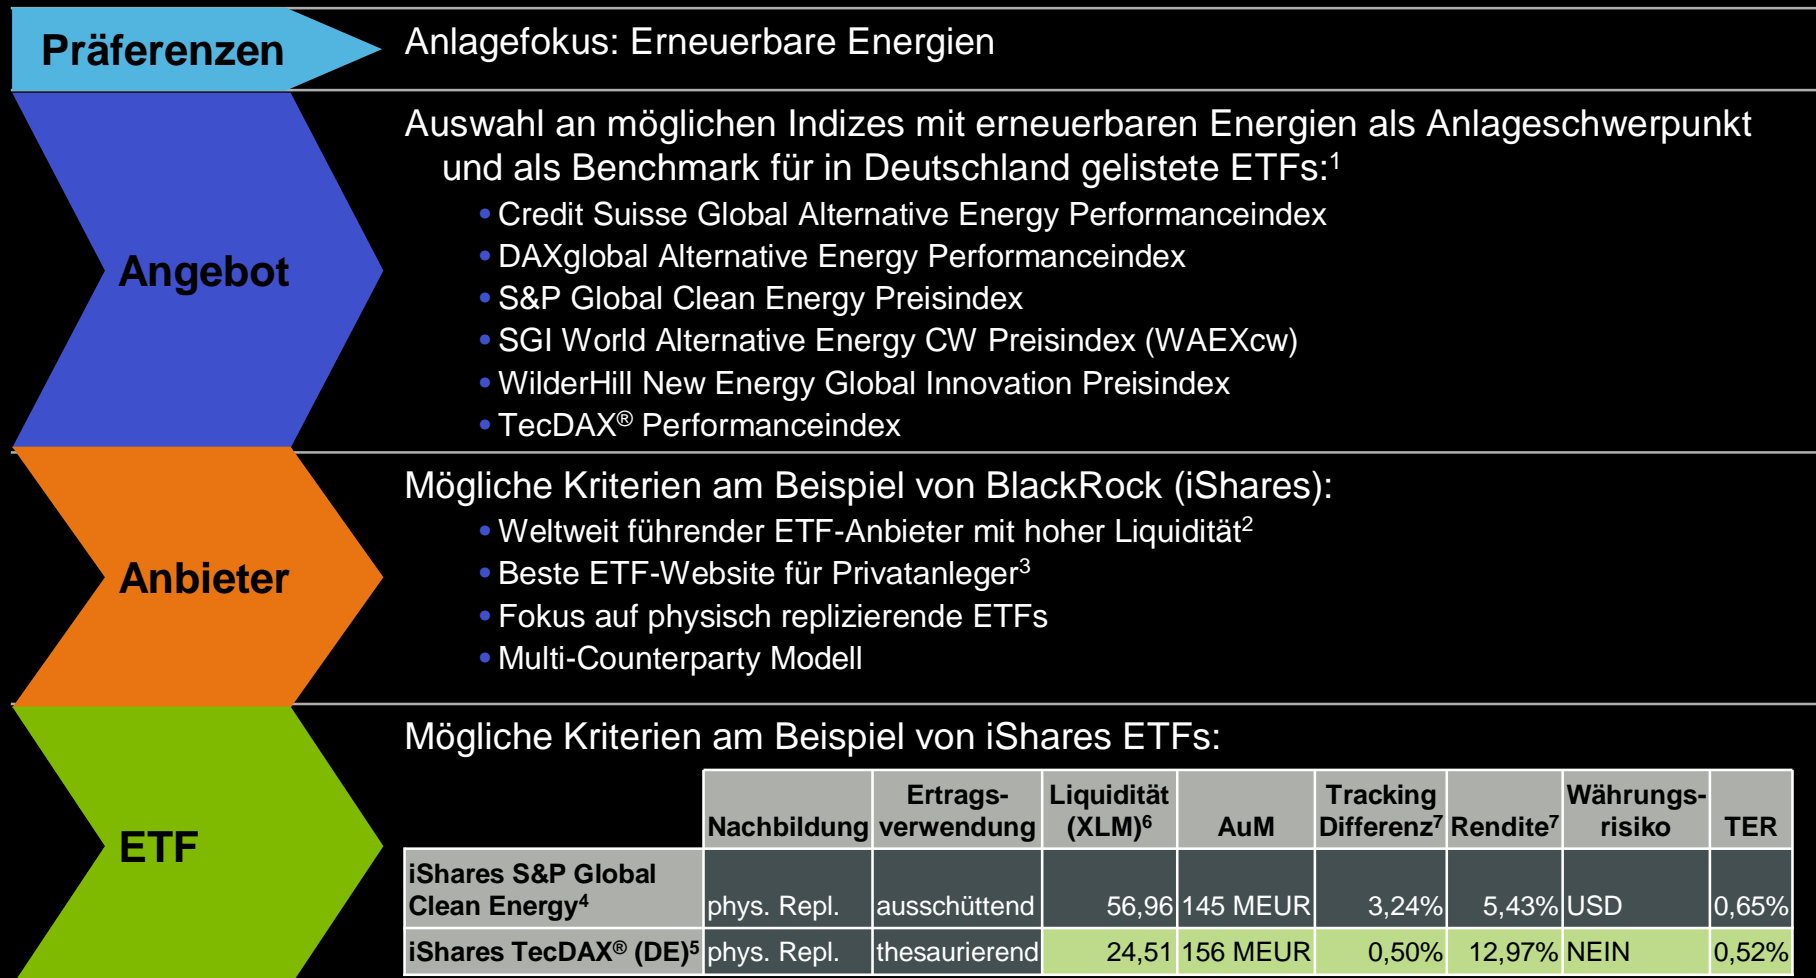 Präferenzen
Anlagefokus: Erneuerbare Energien
Angebot
Auswahl an möglichen Indizes mit erneuerbaren Energien als Anlageschwerpunkt
und als Benchmark für in Deutschland gelistete ETFs:¹
• Credit Suisse Global Alternative Energy Performanceindex
• DAXglobal Alternative Energy Performanceindex
• S&P Global Clean Energy Preisindex
• SGI World Alternative Energy CW Preisindex (WAEXcw)
• WilderHill New Energy Global Innovation Preisindex
• TecDAX® Performanceindex
Anbieter
Mögliche Kriterien am Beispiel von BlackRock (iShares):
• Weltweit führender ETF-Anbieter mit hoher Liquidität²
• Beste ETF-Website für Privatanleger³
• Fokus auf physisch replizierende ETFs
• Multi-Counterparty Modell
ETF
Mögliche Kriterien am Beispiel von iShares ETFs:
Ertrags- Liquidität Tracking Währungs-
Nachbildung verwendung (XLM)⁶ AuM Differenz⁷ Rendite⁷ risiko TER
iShares S&P Global
Clean Energy⁴ phys. Repl. ausschüttend 56,96 145 MEUR 3,24% 5,43% USD 0,65%
iShares TecDAX® (DE)⁵ phys. Repl. thesaurierend 24,51 156 MEUR 0,50% 12,97% NEIN 0,52%